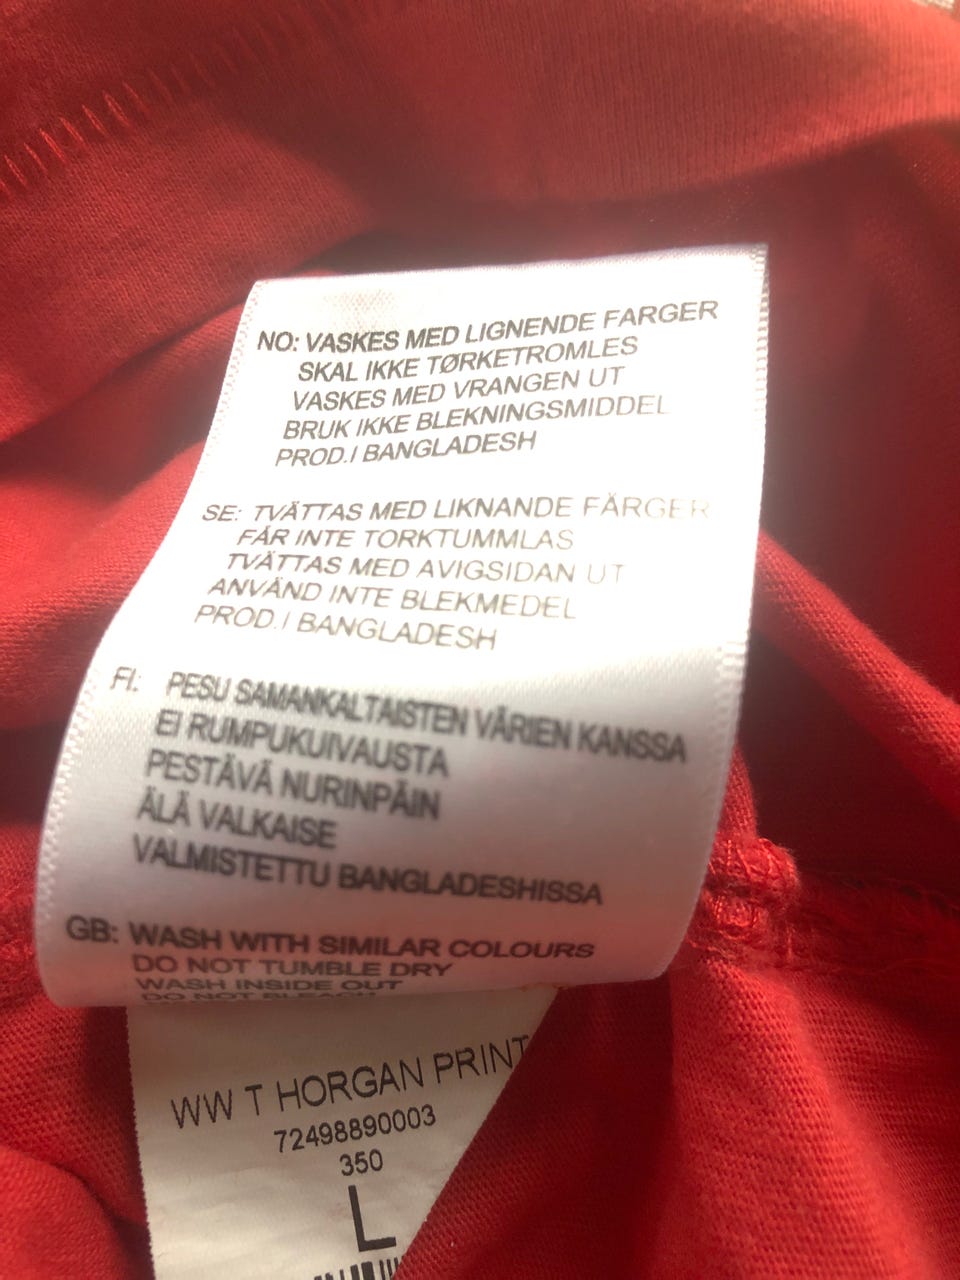 NO: VASKES MED LIGNENDE FARGER
SKAL IKKE TØRKETROMLES
VASKES MED VRANGEN UT
BRUK IKKE BLEKNINGSMIDDEL
PROD.I BANGLADESH
SE: TVÄTTAS MED LIKNANDE FÄRGER
FÅR INTE TORKTUMMLAS
TVÄTTAS MED AVIGSIDAN UT
ANVÄND INTE BLEKMEDEL
PROD.I BANGLADESH
FI: PESU SAMANKALTAISTEN VÄRIEN KANSSA
EI RUMPUKUIVAUSTA
PESTÄVÄ NURINPÄIN
ÄLÄ VALKAISE
VALMISTETTU BANGLADESHISSA
GB: WASH WITH SIMILAR COLOURS
DO NOT TUMBLE DRY
WASH INSIDE OUT
DO NOT BLEACH
WW T HORGAN PRINT
72498890003
350
L